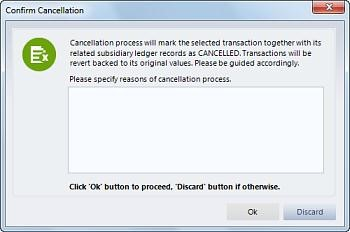 Confirm Cancellation
Cancellation process will mark the selected transaction together with its
related subsidiary ledger records as CANCELLED. Transactions will be
revert backed to its original values. Please be guided accordingly.
Please specify reasons of cancellation process.
Click 'Ok' button to proceed, 'Discard' button if otherwise.
Ok
Discard